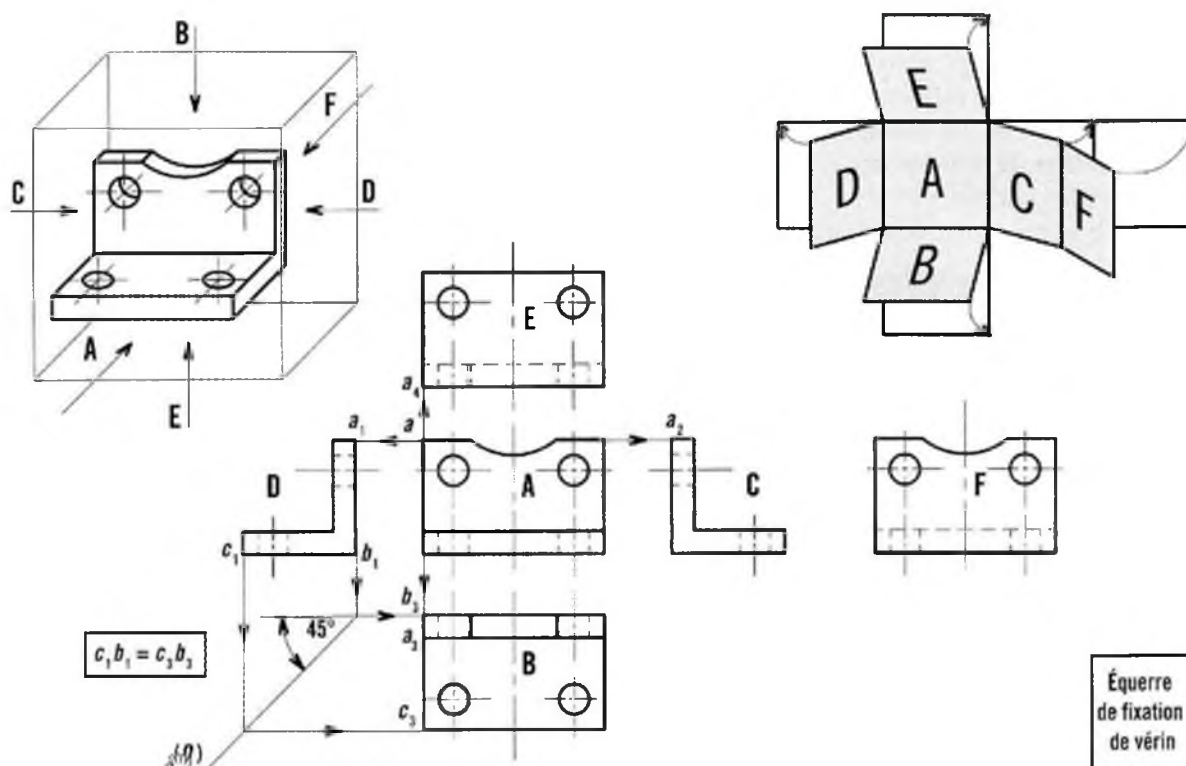 B
F
C
D
A
E
E
D
A
C
F
B
E
a₄
a₁
a
a₂
D
A
C
F
c₁
b₁
b₃
45°
a₃
c₁b₁ = c₃b₃
B
c₃
Équerre
de fixation
de vérin